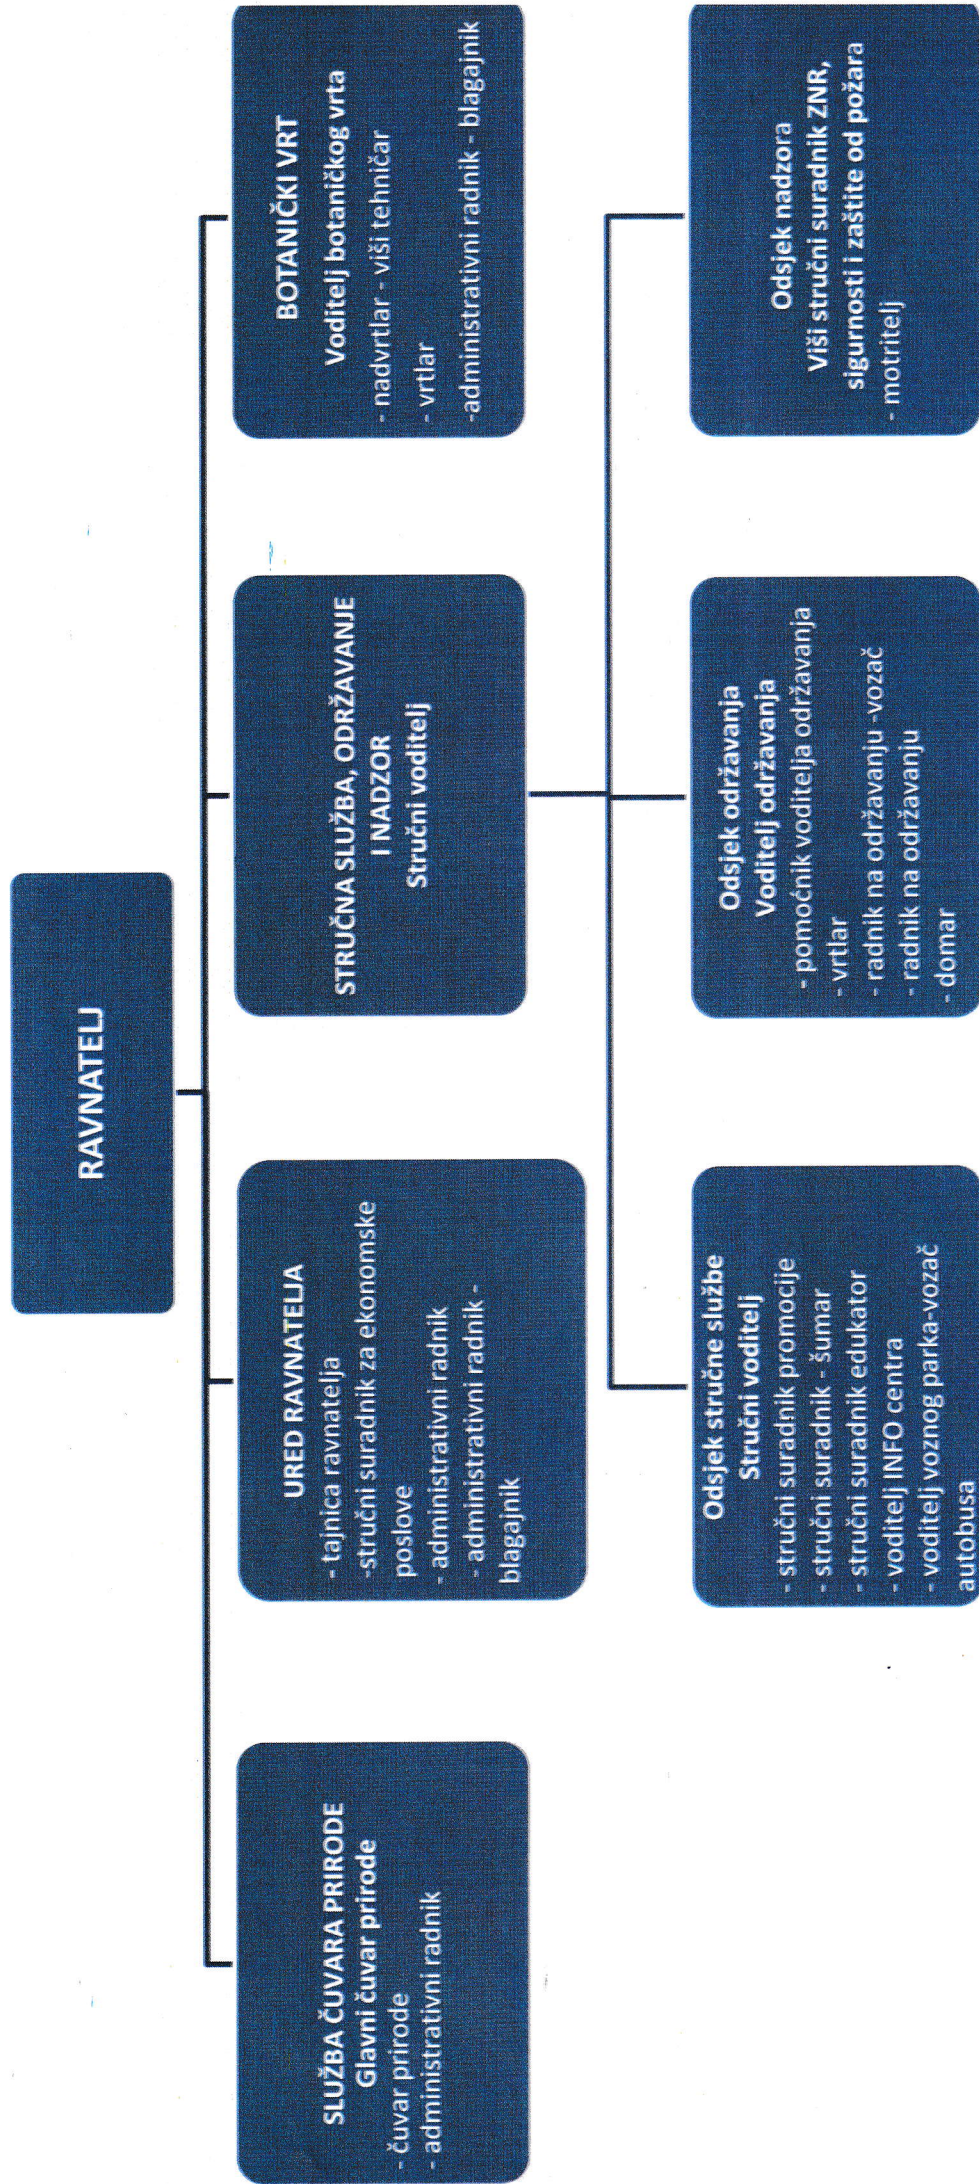 RAVNATELJ
SLUŽBA ČUVARA PRIRODE
Glavni čuvar prirode
- čuvar prirode
- administrativni radnik
URED RAVNATELJA
- tajnica ravnatelja
-stručni suradnik za ekonomske
poslove
- administrativni radnik
- administrativni radnik -
blagajnik
STRUČNA SLUŽBA, ODRŽAVANJE
I NADZOR
Stručni voditelj
BOTANIČKI VRT
Voditelj botaničkog vrta
- nadvrtlar - viši tehničar
- vrtlar
-administrativni radnik - blagajnik
Odsjek stručne službe
Stručni voditelj
- stručni suradnik promocije
- stručni suradnik - šumar
- stručni suradnik edukator
- voditelj INFO centra
- voditelj voznog parka-vozač
autobusa
Odsjek održavanja
Voditelj održavanja
- pomoćnik voditelja održavanja
- vrtlar
- radnik na održavanju -vozač
- radnik na održavanju
- domar
Odsjek nadzora
Viši stručni suradnik ZNR,
sigurnosti i zaštite od požara
- motritelj